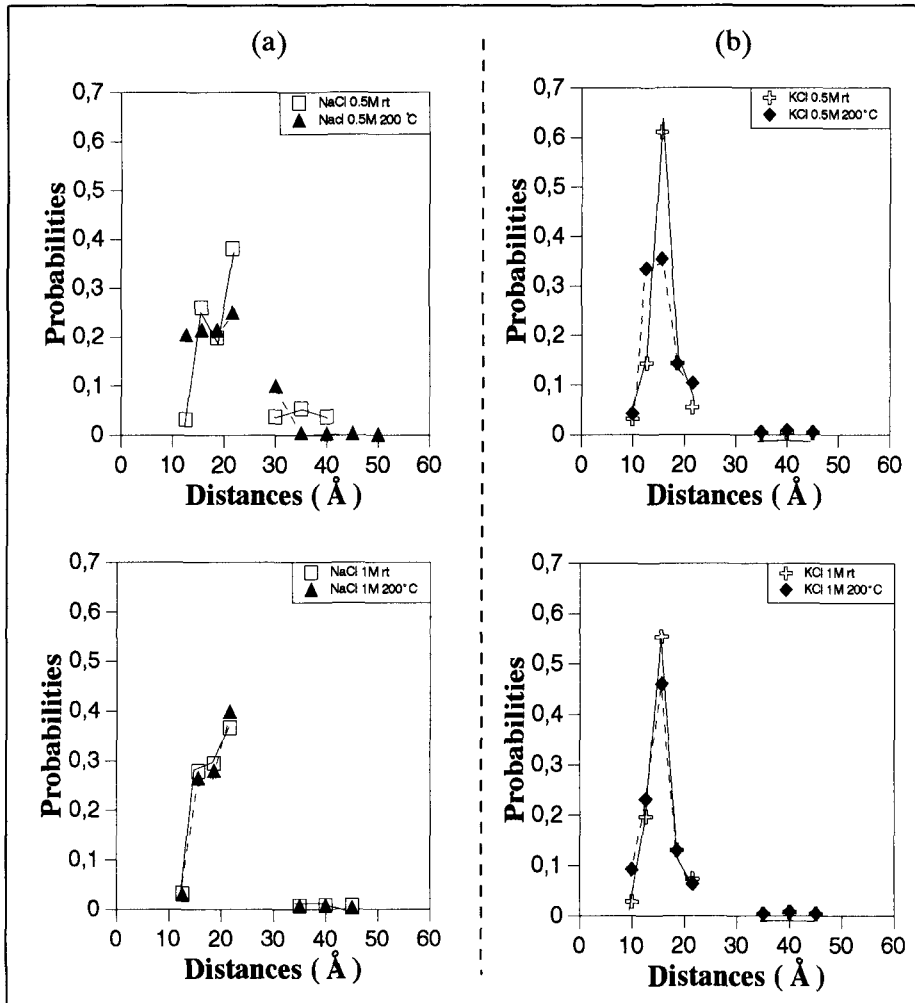 (a)
(b)
0,7
0,6
0,5
0,4
0,3
0,2
0,1
0
Probabilities
NaCl 0.5M rt
Nacl 0.5M 200 °C
0 10 20 30 40 50 60
Distances ( Å )
0,7
0,6
0,5
0,4
0,3
0,2
0,1
0
Probabilities
KCl 0.5M rt
KCl 0.5M 200°C
0 10 20 30 40 50 60
Distances ( Å )
0,7
0,6
0,5
0,4
0,3
0,2
0,1
0
Probabilities
NaCl 1M rt
NaCl 1M 200°C
0 10 20 30 40 50 60
Distances ( Å )
0,7
0,6
0,5
0,4
0,3
0,2
0,1
0
Probabilities
KCl 1M rt
KCl 1M 200°C
0 10 20 30 40 50 60
Distances ( Å )